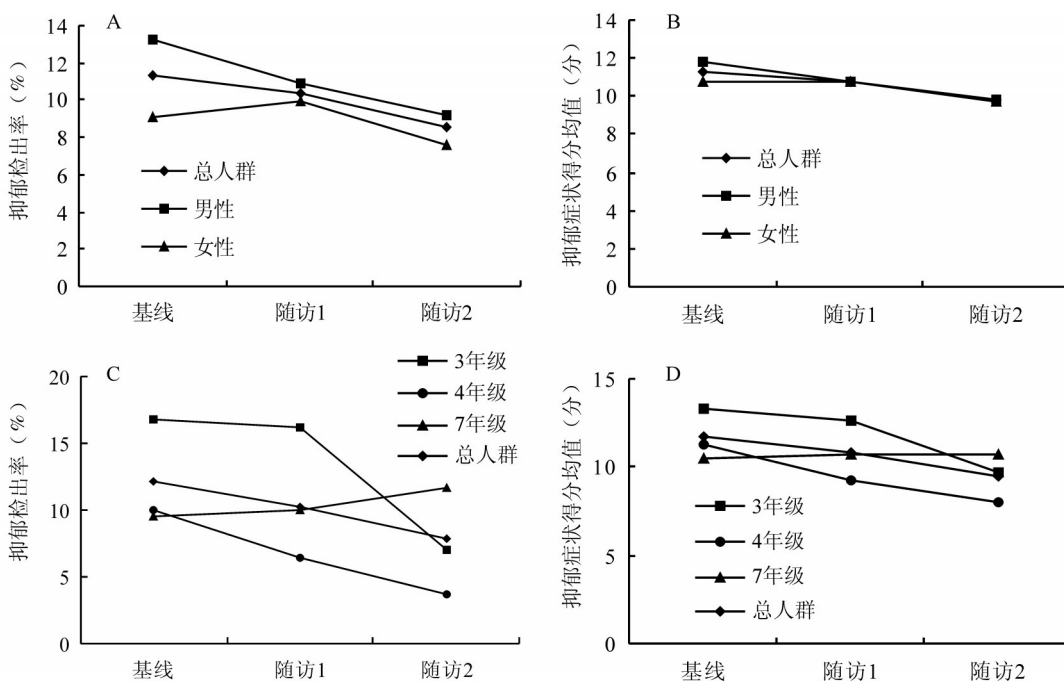 A
抑郁检出率（%）
14
12
10
8
6
4
2
0
总人群
男性
女性
基线
随访1
随访2
B
抑郁症状得分均值（分）
14
12
10
8
6
4
2
0
总人群
男性
女性
基线
随访1
随访2
C
抑郁检出率（%）
20
15
10
5
0
3年级
4年级
7年级
总人群
基线
随访1
随访2
D
抑郁症状得分均值（分）
15
10
5
0
3年级
4年级
7年级
总人群
基线
随访1
随访2